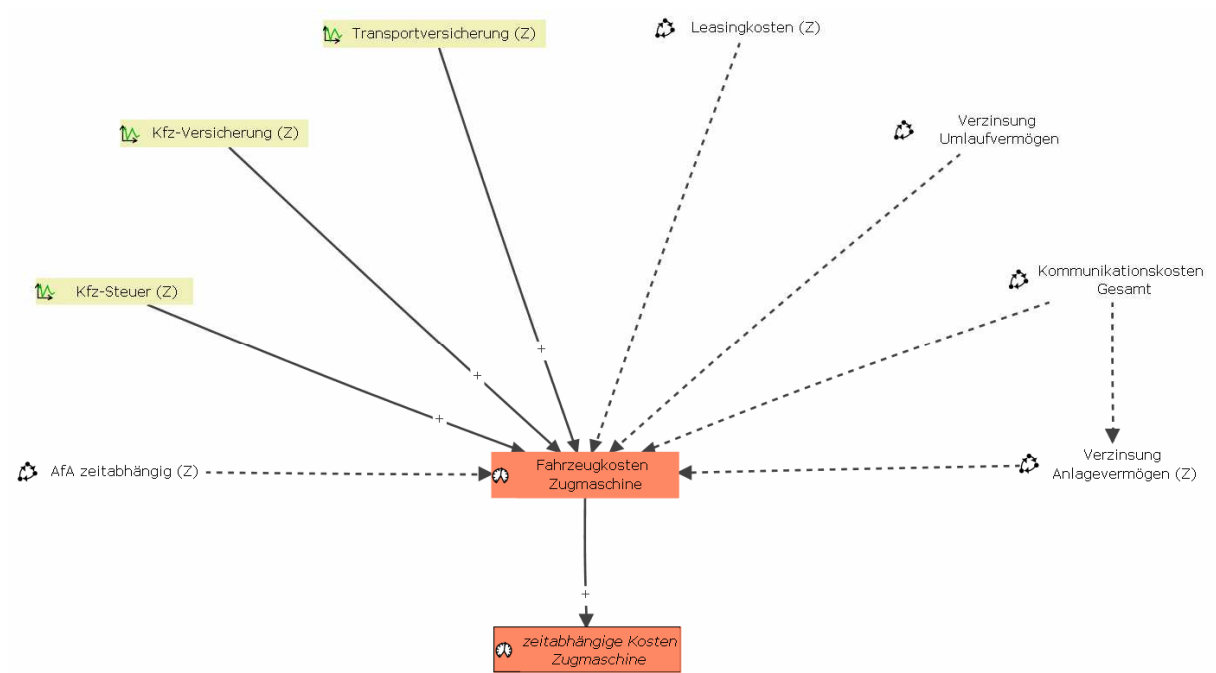 Leasingkosten (Z)
Transportversicherung (Z)
Kfz-Versicherung (Z)
Verzinsung
Umlaufvermögen
Kommunikationskosten
Gesamt
Kfz-Steuer (Z)
+
+
+
AfA zeitabhängig (Z)
Fahrzeugkosten
Zugmaschine
Verzinsung
Anlagevermögen (Z)
+
zeitabhängige Kosten
Zugmaschine